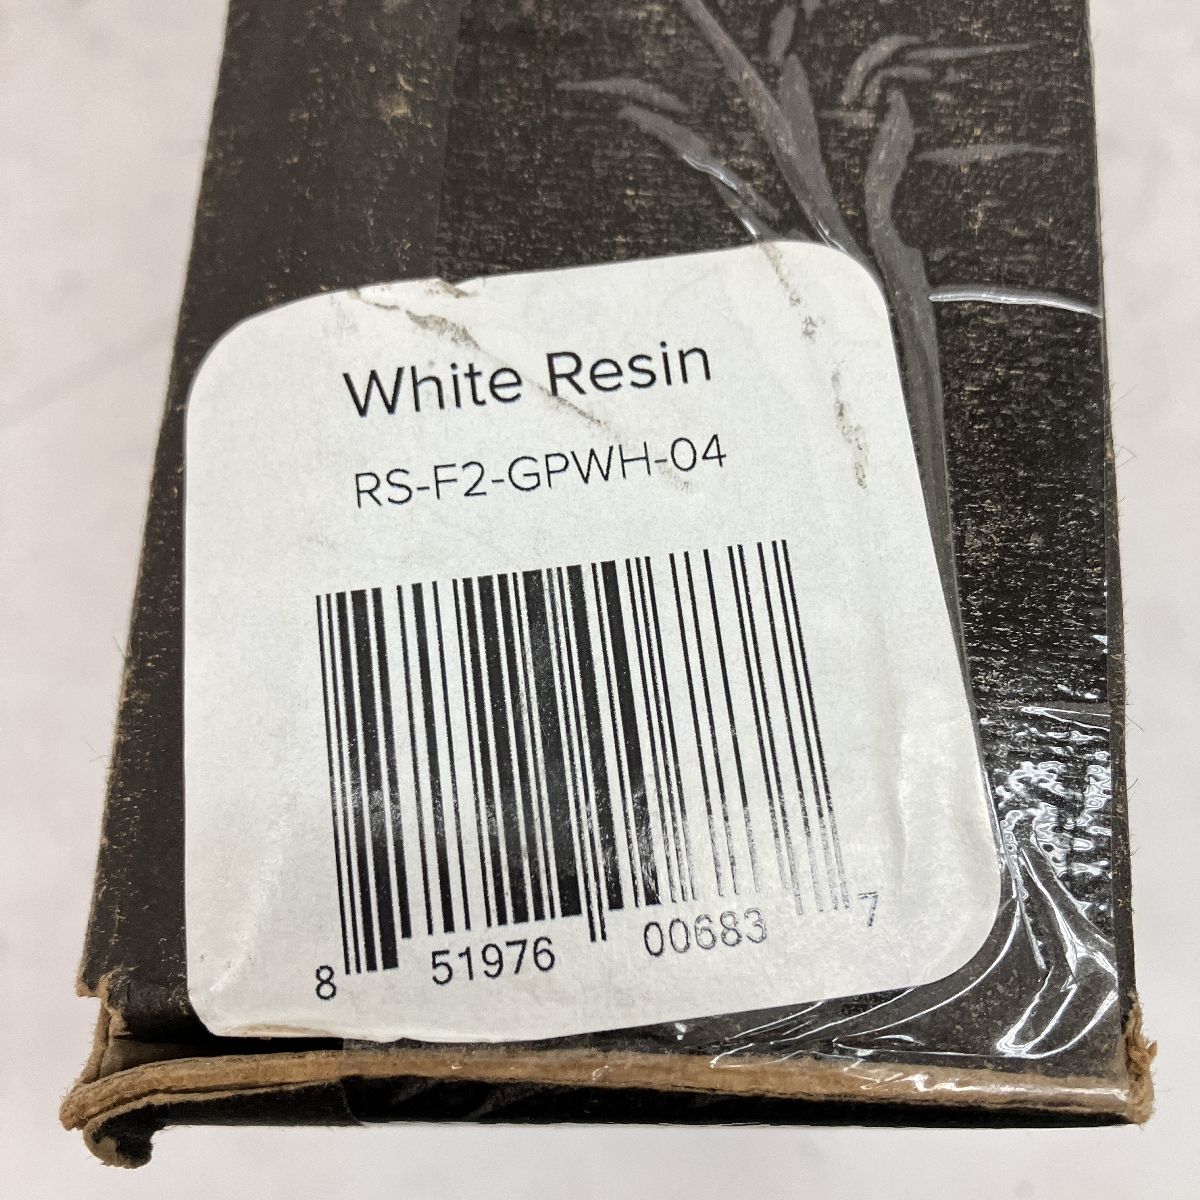 White Resin
RS-F2-GPWH-04
8 51976 00683 7